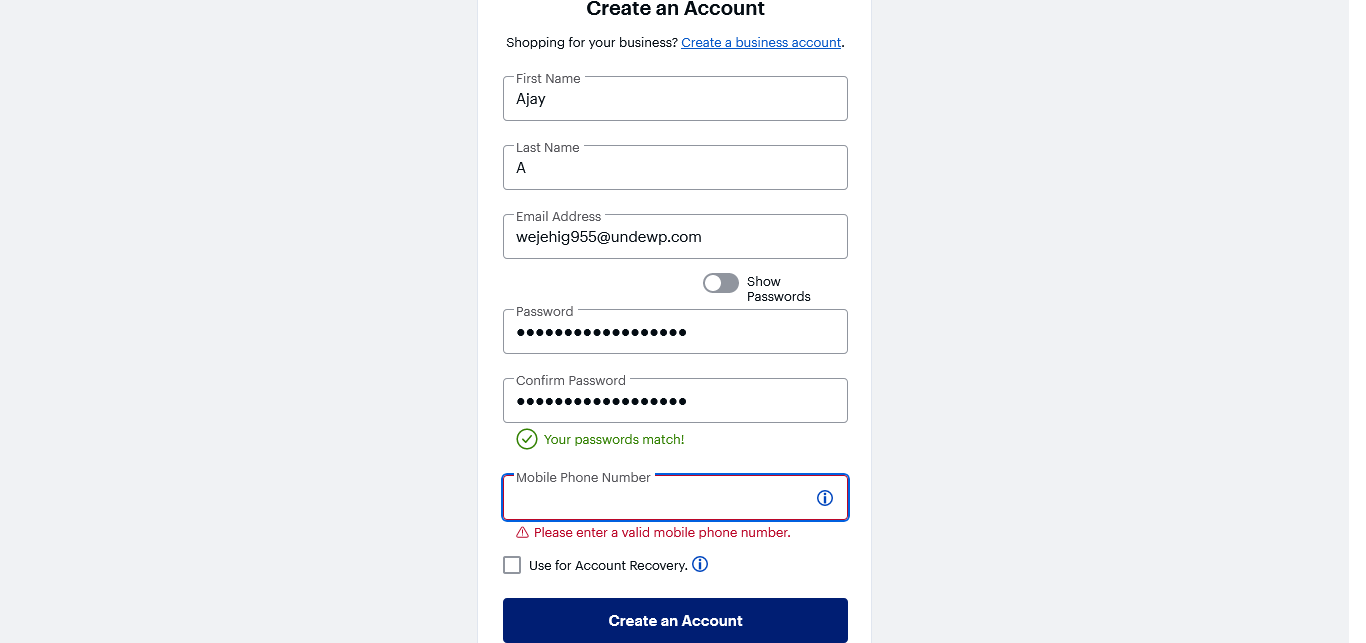 Create an Account
Shopping for your business? Create a business account.
First Name
Ajay
Last Name
A
Email Address
wejehig955@undewp.com
Show
Passwords
Password
••••••••••••••••••
Confirm Password
••••••••••••••••••
Your passwords match!
Mobile Phone Number
Please enter a valid mobile phone number.
Use for Account Recovery.
Create an Account